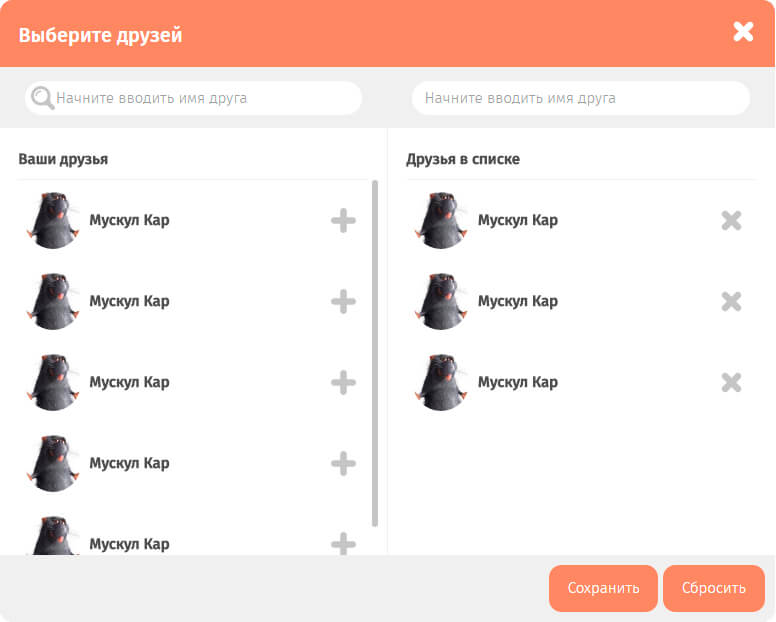 Выберите друзей
Начните вводить имя друга
Начните вводить имя друга
Ваши друзья
Мускул Кар
Мускул Кар
Мускул Кар
Мускул Кар
Мускул Кар
Друзья в списке
Мускул Кар
Мускул Кар
Мускул Кар
Сохранить
Сбросить